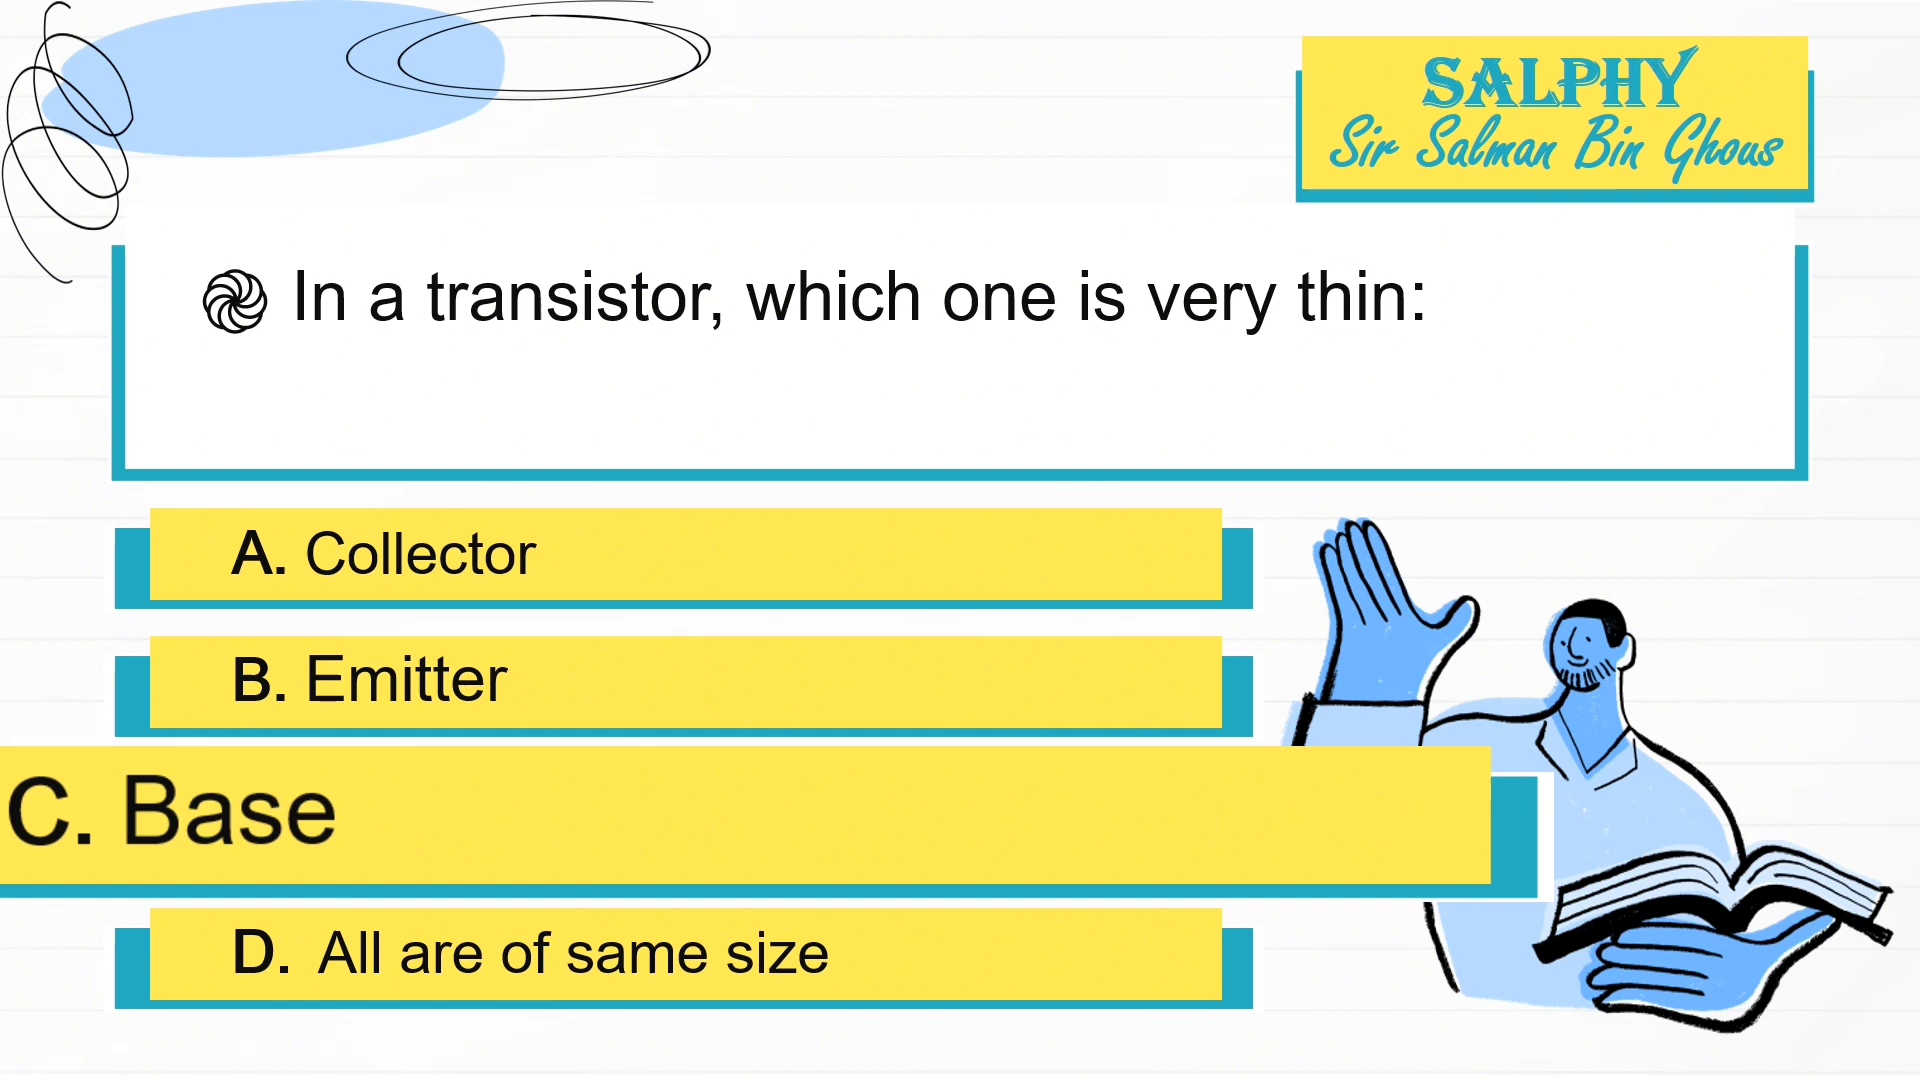 SALPHY
Sir Salman Bin Ghous
In a transistor, which one is very thin:
A. Collector
B. Emitter
C. Base
D. All are of same size